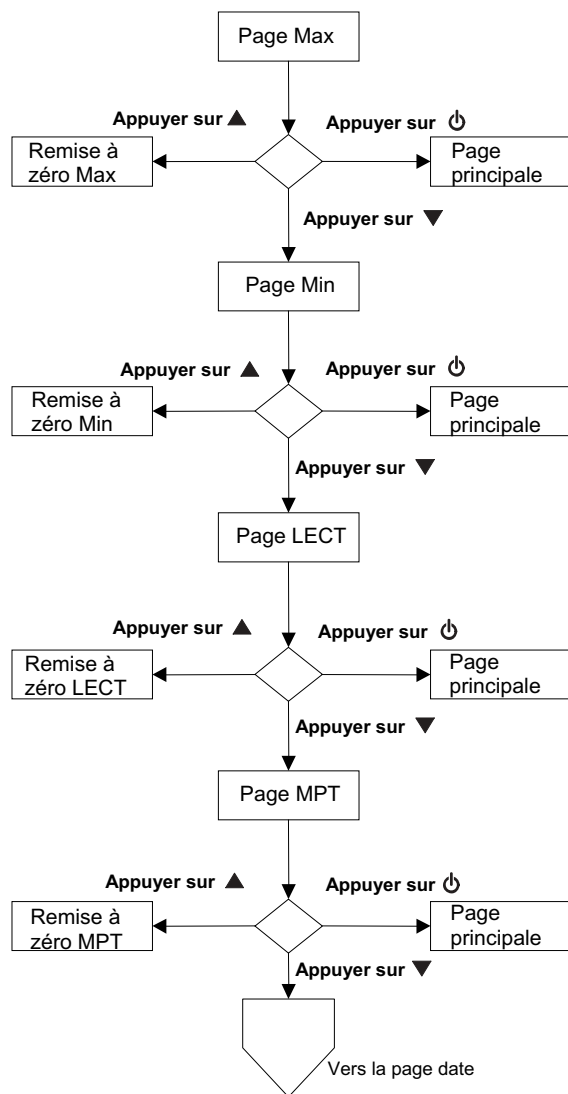 Page Max
Appuyer sur ▲
Appuyer sur ⏻
Remise à
zéro Max
Page
principale
Appuyer sur ▼
Page Min
Appuyer sur ▲
Appuyer sur ⏻
Remise à
zéro Min
Page
principale
Appuyer sur ▼
Page LECT
Appuyer sur ▲
Appuyer sur ⏻
Remise à
zéro LECT
Page
principale
Appuyer sur ▼
Page MPT
Appuyer sur ▲
Appuyer sur ⏻
Remise à
zéro MPT
Page
principale
Appuyer sur ▼
Vers la page date